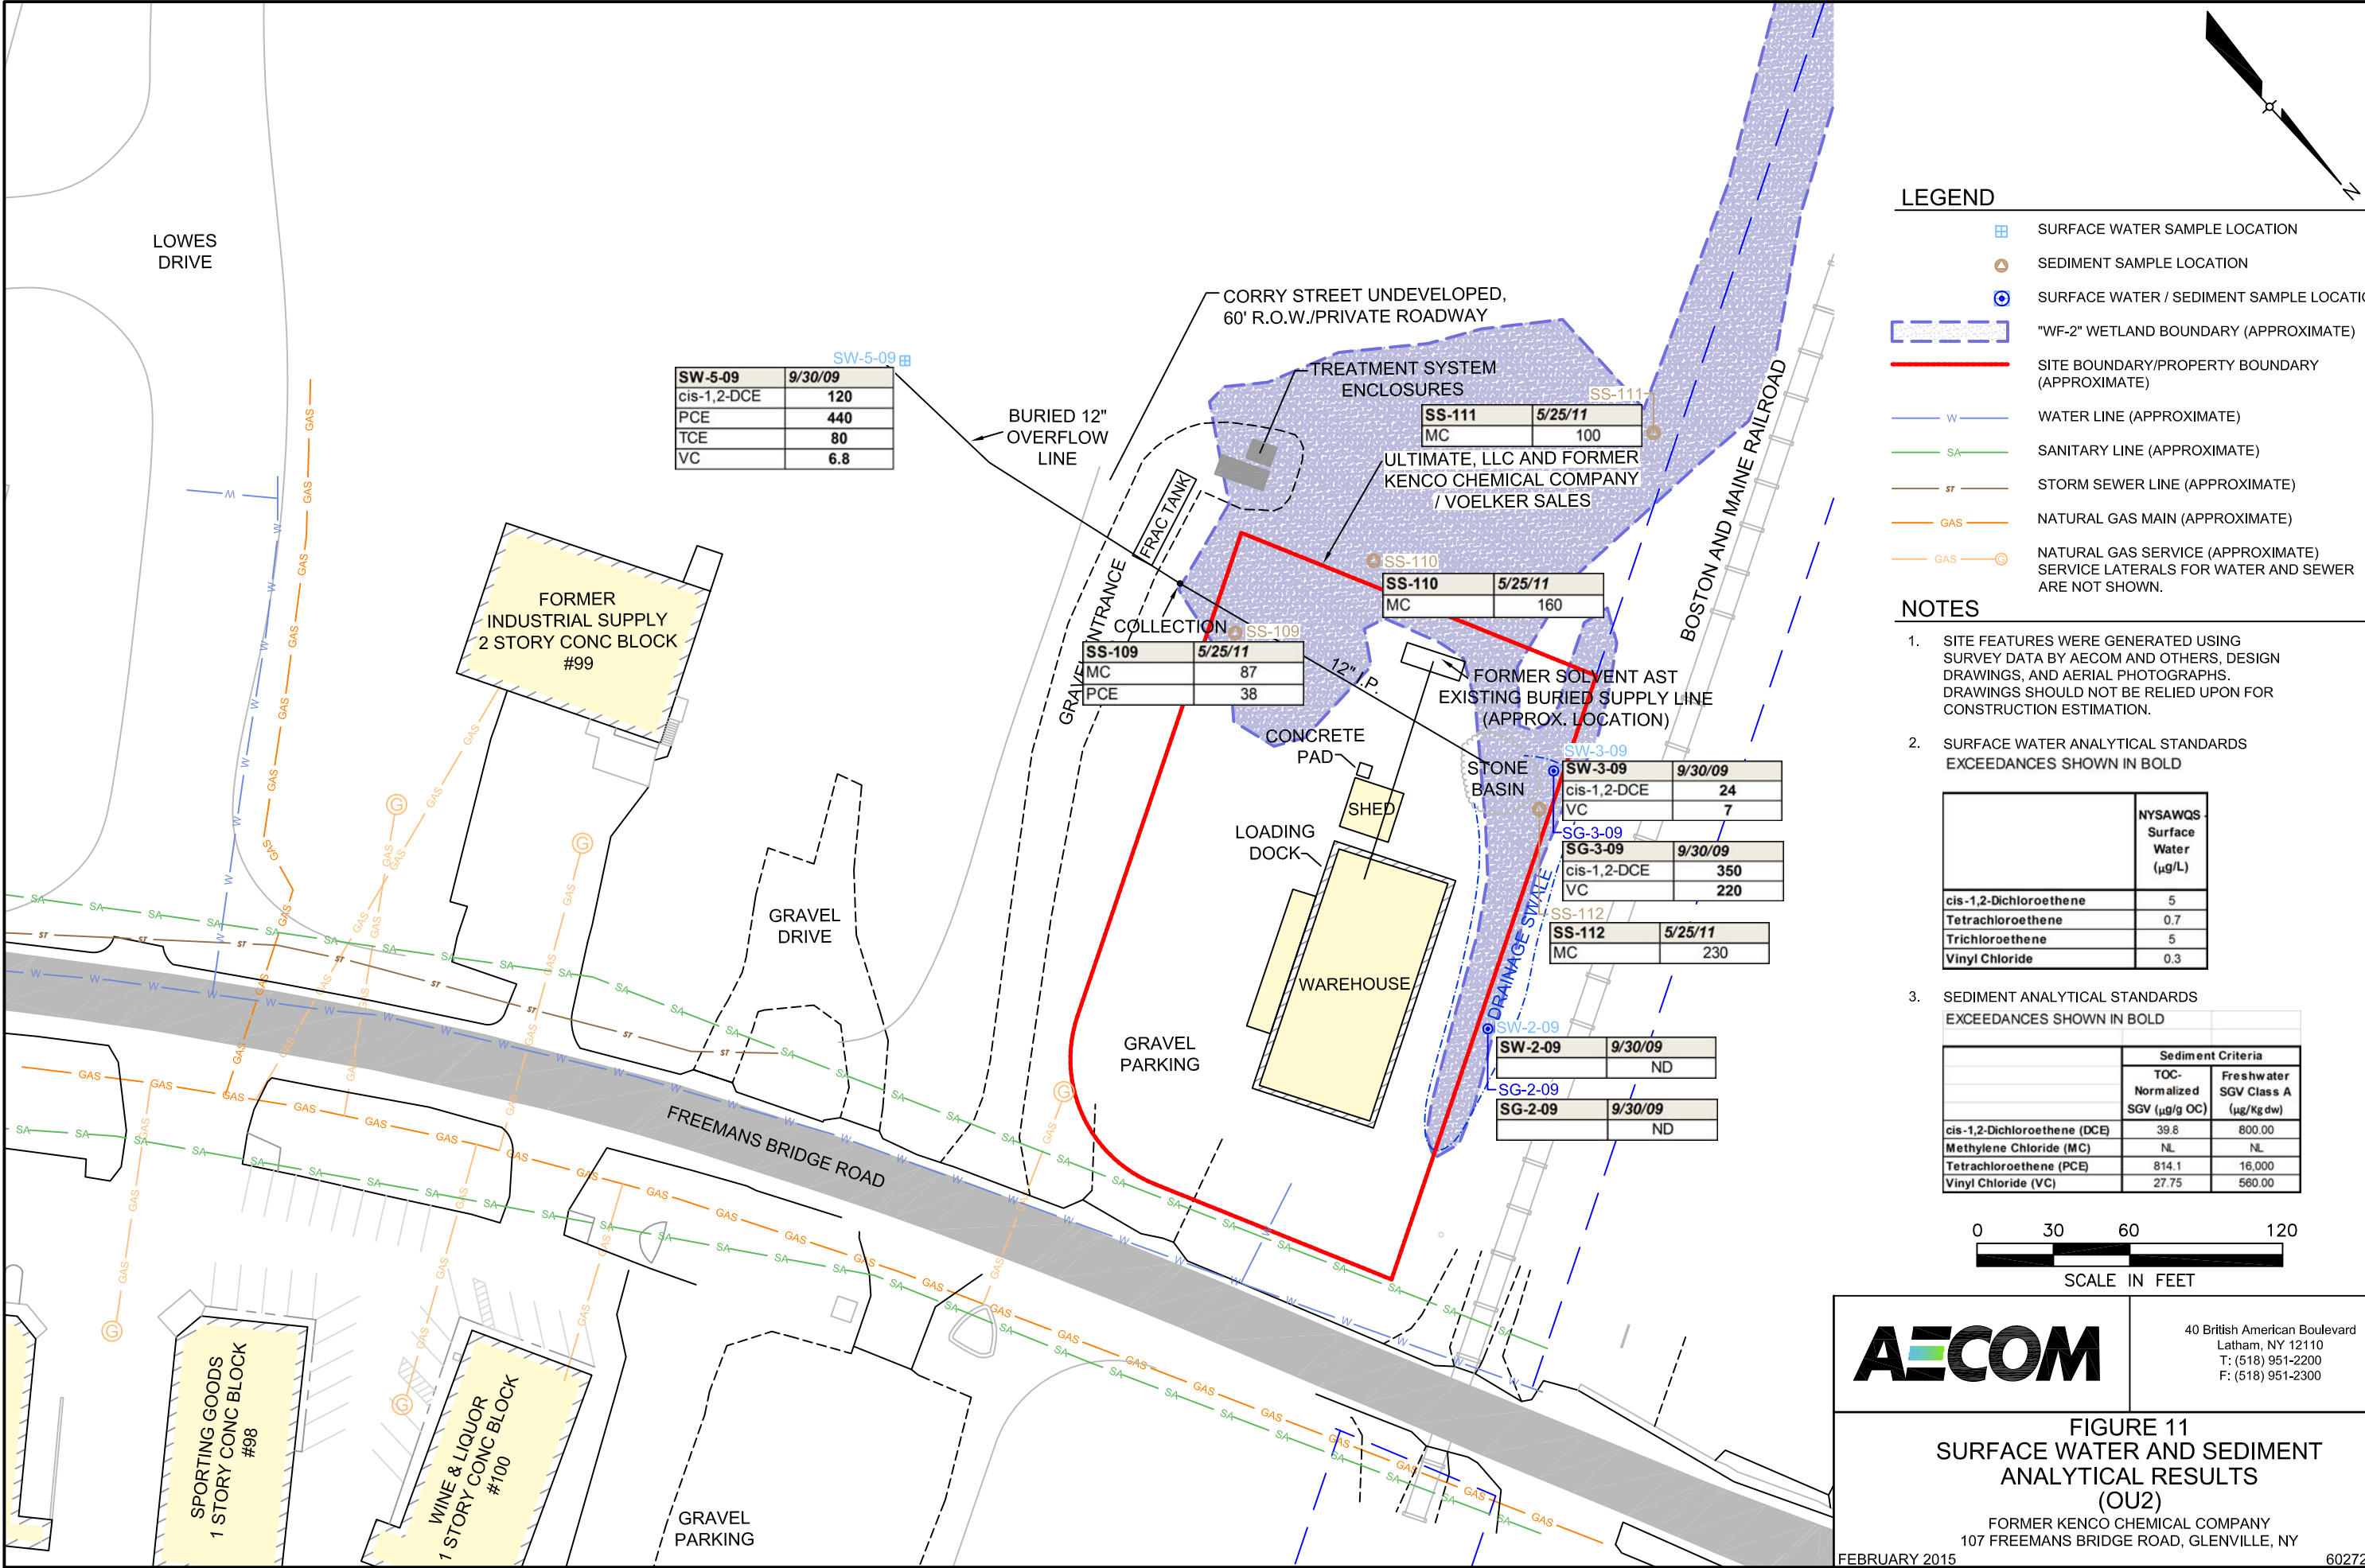 LOWES
DRIVE
SW-5-09
SW-5-09 9/30/09
cis-1,2-DCE 120
PCE 440
TCE 80
VC 6.8
BURIED 12"
OVERFLOW
LINE
CORRY STREET UNDEVELOPED,
60' R.O.W./PRIVATE ROADWAY
TREATMENT SYSTEM
ENCLOSURES
SS-111
SS-111 5/25/11
MC 100
ULTIMATE, LLC AND FORMER
KENCO CHEMICAL COMPANY
/ VOELKER SALES
BOSTON AND MAINE RAILROAD
FRAC TANK
SS-110
SS-110 5/25/11
MC 160
COLLECTION
SS-109
SS-109 5/25/11
MC 87
PCE 38
12" I.P.
FORMER SOLVENT AST
EXISTING BURIED SUPPLY LINE
(APPROX. LOCATION)
FORMER
INDUSTRIAL SUPPLY
2 STORY CONC BLOCK
#99
CONCRETE
PAD
SHED
LOADING
DOCK
STONE
BASIN
SW-3-09
SW-3-09 9/30/09
cis-1,2-DCE 24
VC 7
SG-3-09
SG-3-09 9/30/09
cis-1,2-DCE 350
VC 220
SS-112
SS-112 5/25/11
MC 230
DRAINAGE SWALE
WAREHOUSE
GRAVEL
DRIVE
GRAVEL
PARKING
SW-2-09
SW-2-09 9/30/09
ND
SG-2-09
SG-2-09 9/30/09
ND
FREEMANS BRIDGE ROAD
SPORTING GOODS
1 STORY CONC BLOCK
#98
WINE & LIQUOR
1 STORY CONC BLOCK
#100
GRAVEL
PARKING
N
LEGEND
SURFACE WATER SAMPLE LOCATION
SEDIMENT SAMPLE LOCATION
SURFACE WATER / SEDIMENT SAMPLE
"WF-2" WETLAND BOUNDARY (APPROXIMATE)
SITE BOUNDARY/PROPERTY BOUNDARY
(APPROXIMATE)
W WATER LINE (APPROXIMATE)
SA SANITARY LINE (APPROXIMATE)
ST STORM SEWER LINE (APPROXIMATE)
GAS NATURAL GAS MAIN (APPROXIMATE)
GAS G NATURAL GAS SERVICE (APPROXIMATE)
SERVICE LATERALS FOR WATER AND SEWER
ARE NOT SHOWN.
NOTES
1. SITE FEATURES WERE GENERATED USING
SURVEY DATA BY AECOM AND OTHERS, DESIGN
DRAWINGS, AND AERIAL PHOTOGRAPHS.
DRAWINGS SHOULD NOT BE RELIED UPON FOR
CONSTRUCTION ESTIMATION.
2. SURFACE WATER ANALYTICAL STANDARDS
EXCEEDANCES SHOWN IN BOLD
NYSAWQS -
Surface
Water
(µg/L)
cis-1,2-Dichloroethene 5
Tetrachloroethene 0.7
Trichloroethene 5
Vinyl Chloride 0.3
3. SEDIMENT ANALYTICAL STANDARDS
EXCEEDANCES SHOWN IN BOLD
Sediment Criteria
TOC-
Normalized
SGV (µg/g OC)
Freshwater
SGV Class A
(µg/Kg dw)
cis-1,2-Dichloroethene (DCE) 39.8 800.00
Methylene Chloride (MC) NL NL
Tetrachloroethene (PCE) 814.1 16,000
Vinyl Chloride (VC) 27.75 560.00
0 30 60 120
SCALE IN FEET
AECOM
40 British American Boulevard
Latham, NY 12110
T: (518) 951-2200
F: (518) 951-2300
FIGURE 11
SURFACE WATER AND SEDIMENT
ANALYTICAL RESULTS
(OU2)
FORMER KENCO CHEMICAL COMPANY
107 FREEMANS BRIDGE ROAD, GLENVILLE, NY
FEBRUARY 2015